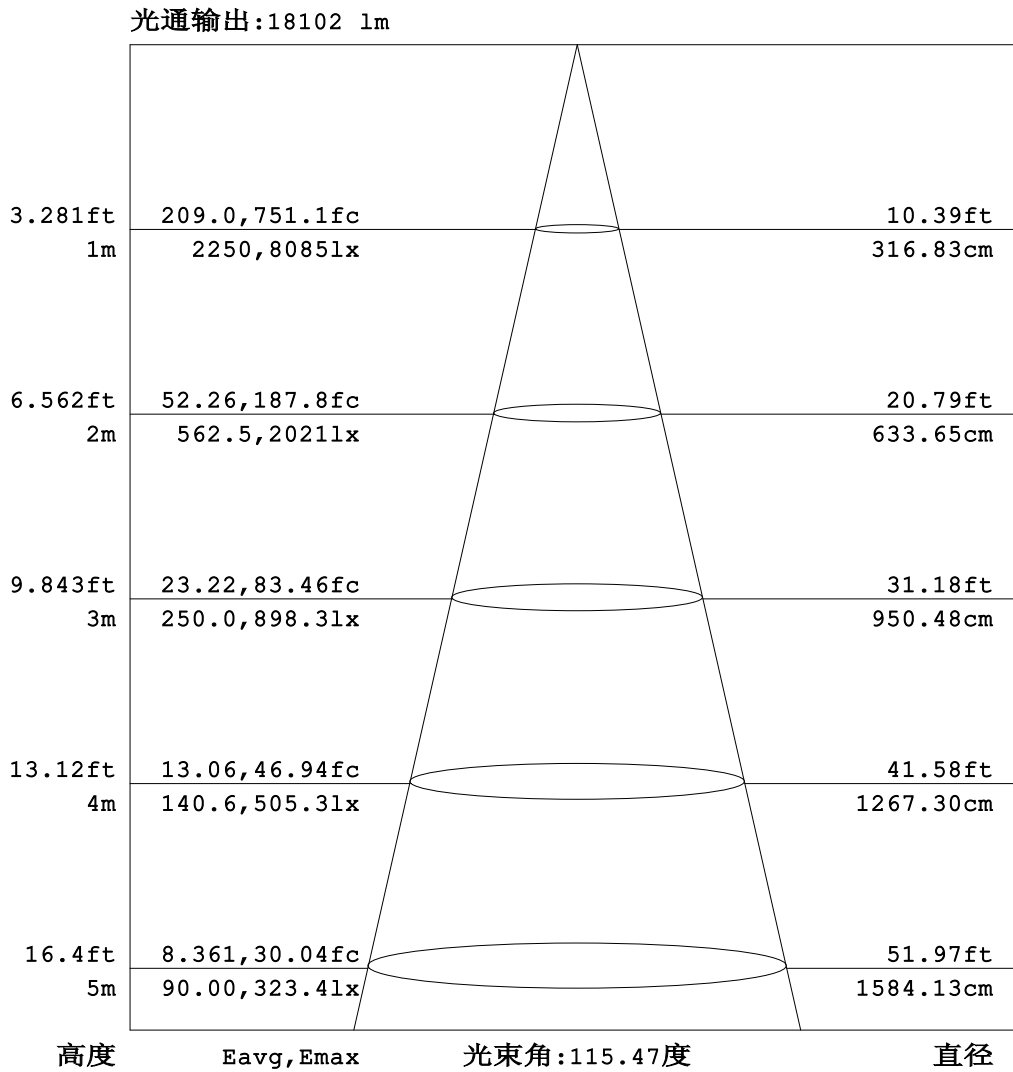 光通输出:18102 lm
3.281ft 209.0,751.1fc 10.39ft
1m 2250,8085lx 316.83cm
6.562ft 52.26,187.8fc 20.79ft
2m 562.5,2021lx 633.65cm
9.843ft 23.22,83.46fc 31.18ft
3m 250.0,898.3lx 950.48cm
13.12ft 13.06,46.94fc 41.58ft
4m 140.6,505.3lx 1267.30cm
16.4ft 8.361,30.04fc 51.97ft
5m 90.00,323.4lx 1584.13cm
高度 Eavg,Emax 光束角:115.47度 直径